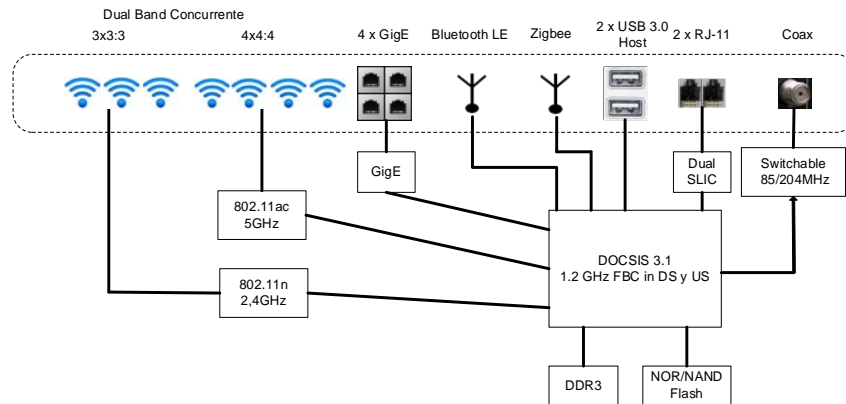 Dual Band Concurrente
3x3:3
4x4:4
4 x GigE
Bluetooth LE
Zigbee
2 x USB 3.0
Host
2 x RJ-11
Coax
GigE
Dual
SLIC
Switchable
85/204MHz
802.11ac
5GHz
DOCSIS 3.1
1.2 GHz FBC in DS y US
802.11n
2,4GHz
DDR3
NOR/NAND
Flash